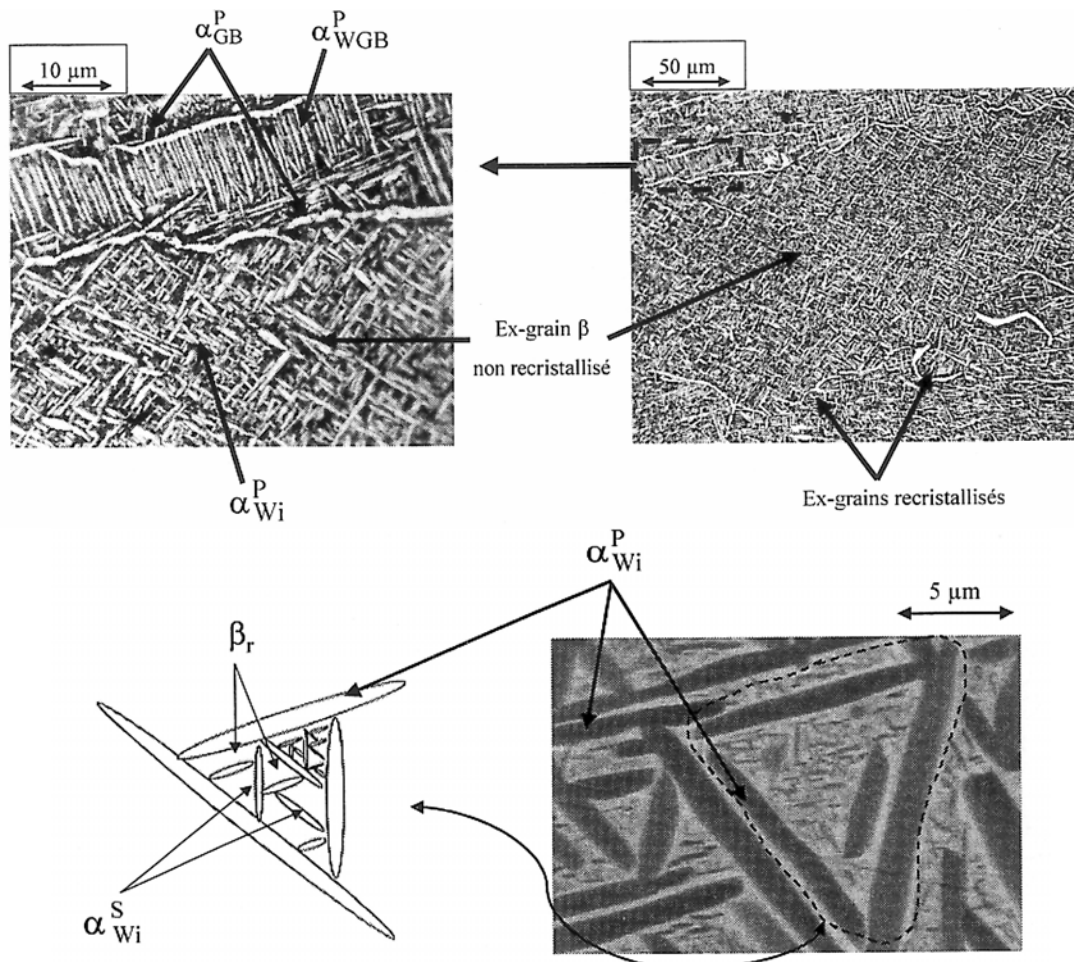 α^P_GB α^P_WGB
10 µm 50 µm
Ex-grain β
non recristallisé
α^P_Wi
Ex-grains recristallisés
α^P_Wi
5 µm
β_r
α^S_Wi